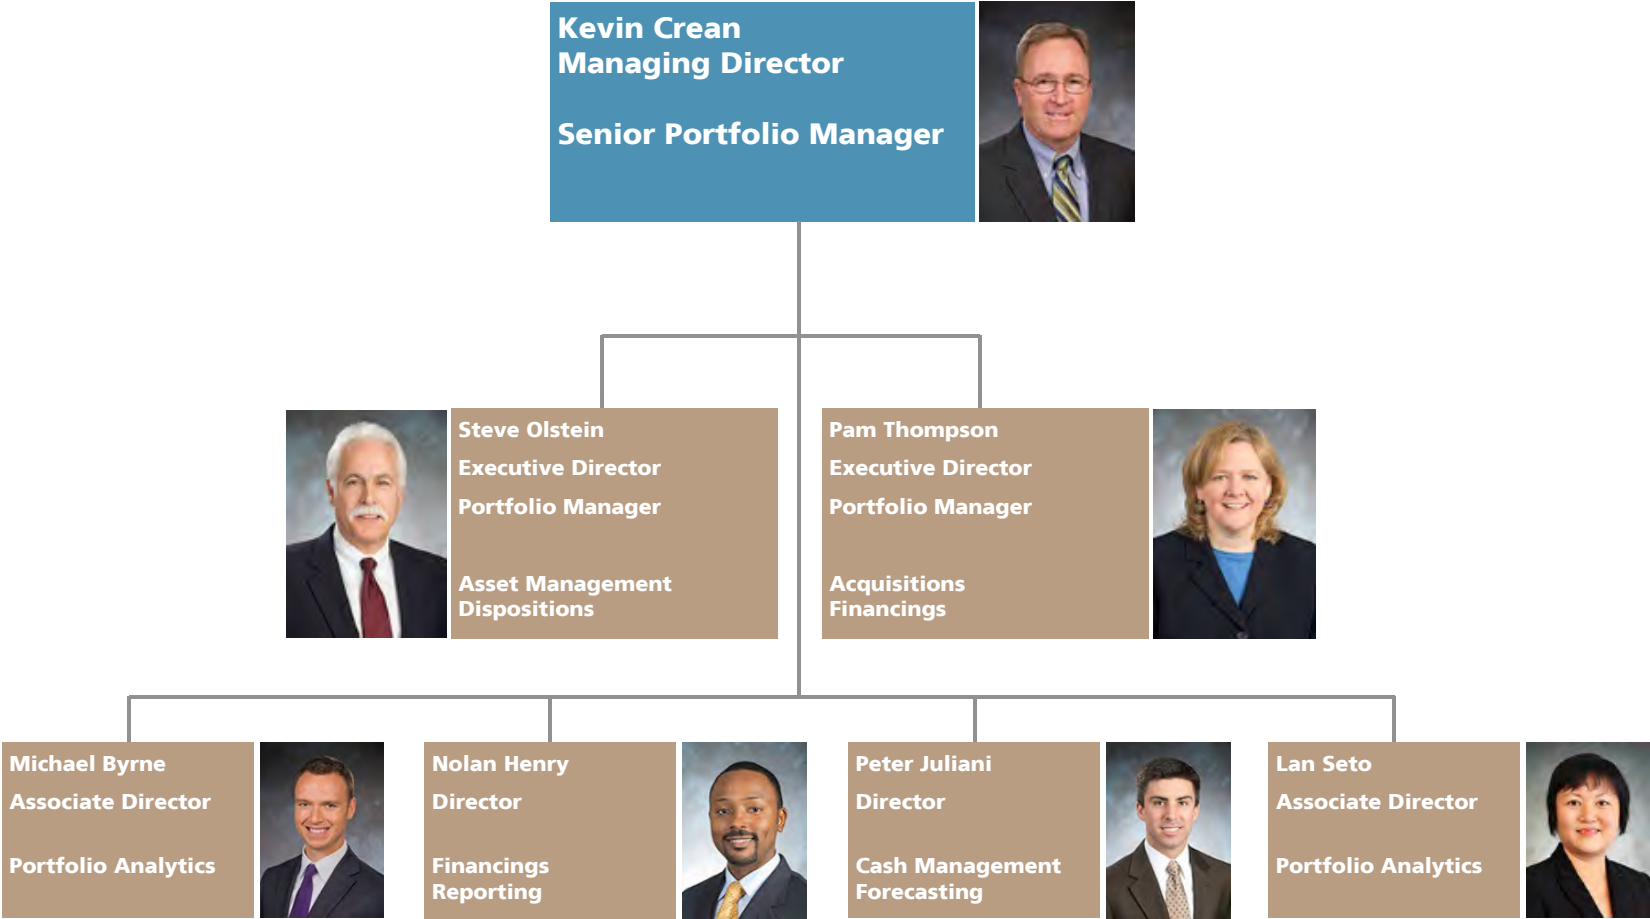 Kevin Crean
Managing Director
Senior Portfolio Manager
Steve Olstein
Executive Director
Portfolio Manager
Asset Management
Dispositions
Pam Thompson
Executive Director
Portfolio Manager
Acquisitions
Financings
Michael Byrne
Associate Director
Portfolio Analytics
Nolan Henry
Director
Financings
Reporting
Peter Juliani
Director
Cash Management
Forecasting
Lan Seto
Associate Director
Portfolio Analytics